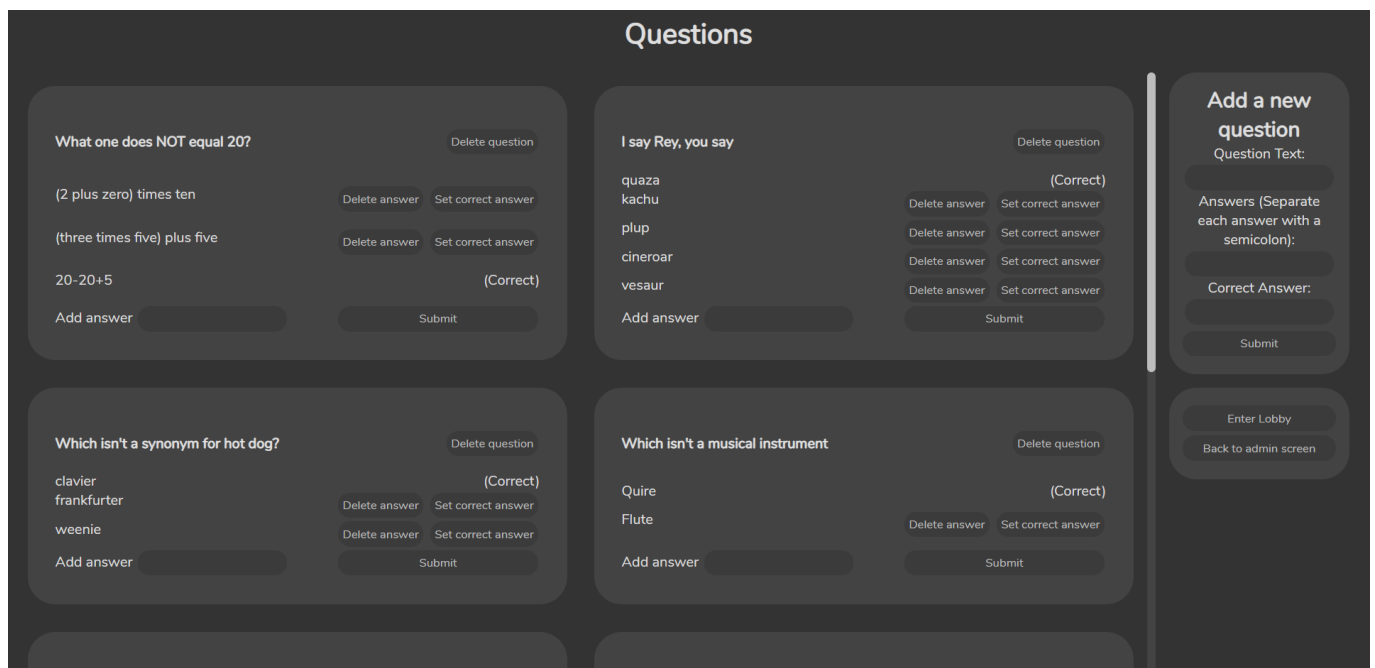 Questions
What one does NOT equal 20?
Delete question
(2 plus zero) times ten
Delete answer
Set correct answer
(three times five) plus five
Delete answer
Set correct answer
20-20+5
(Correct)
Add answer
Submit
I say Rey, you say
Delete question
quaza
(Correct)
kachu
Delete answer
Set correct answer
plup
Delete answer
Set correct answer
cineroar
Delete answer
Set correct answer
vesaur
Delete answer
Set correct answer
Add answer
Submit
Which isn't a synonym for hot dog?
Delete question
clavier
(Correct)
frankfurter
Delete answer
Set correct answer
weenie
Delete answer
Set correct answer
Add answer
Submit
Which isn't a musical instrument
Delete question
Quire
(Correct)
Flute
Delete answer
Set correct answer
Add answer
Submit
Add a new
question
Question Text:
Answers (Separate
each answer with a
semicolon):
Correct Answer:
Submit
Enter Lobby
Back to admin screen